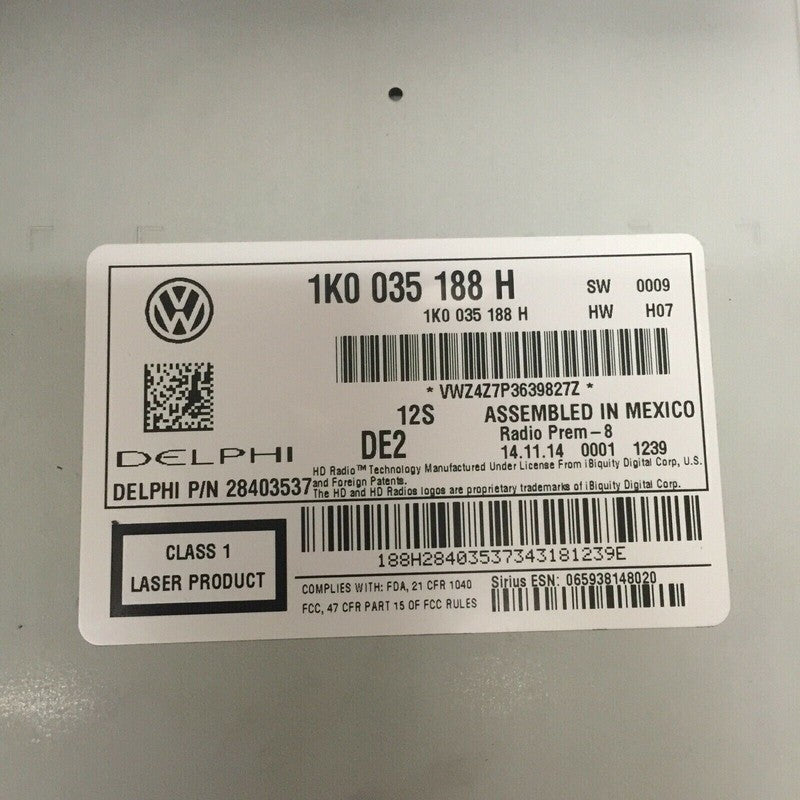 1K0 035 188 H SW 0009
1K0 035 188 H HW H07
* VWZ4Z7P3639827Z *
12S ASSEMBLED IN MEXICO
DE2 Radio Prem-8
14.11.14 0001 1239
DELPHI
HD Radio™ Technology Manufactured Under License From iBiquity Digital Corp, U.S.
and Foreign Patents.
DELPHI P/N 28403537 The HD and HD Radios logos are proprietary trademarks of iBiquity Digital Corp.
188H28403537343181239E
CLASS 1
LASER PRODUCT
COMPLIES WITH: FDA, 21 CFR 1040
FCC, 47 CFR PART 15 OF FCC RULES
Sirius ESN: 065938148020